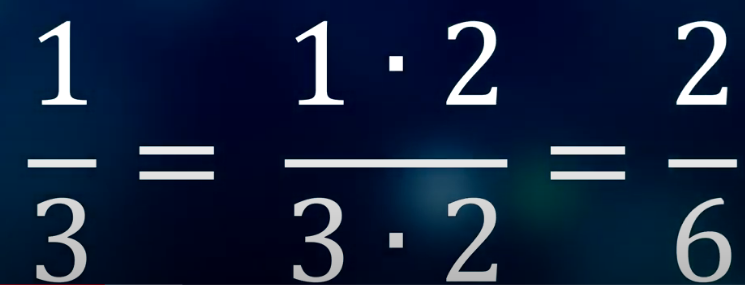 1/3 = 1 · 2/3 · 2 = 2/6